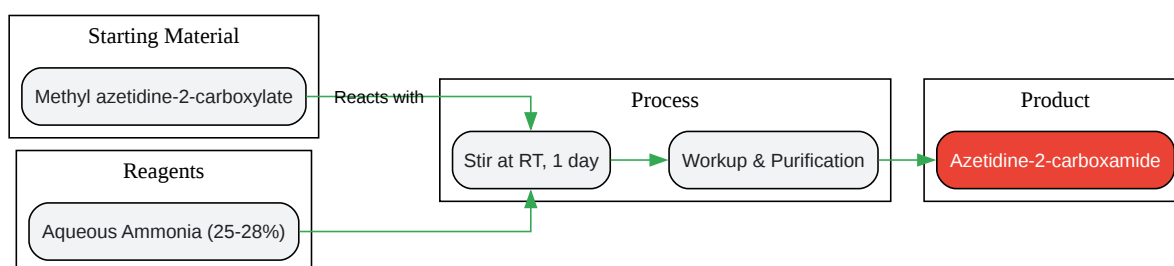 Starting Material
Methyl azetidine-2-carboxylate
Reacts with
Reagents
Aqueous Ammonia (25-28%)
Process
Stir at RT, 1 day
Workup & Purification
Product
Azetidine-2-carboxamide